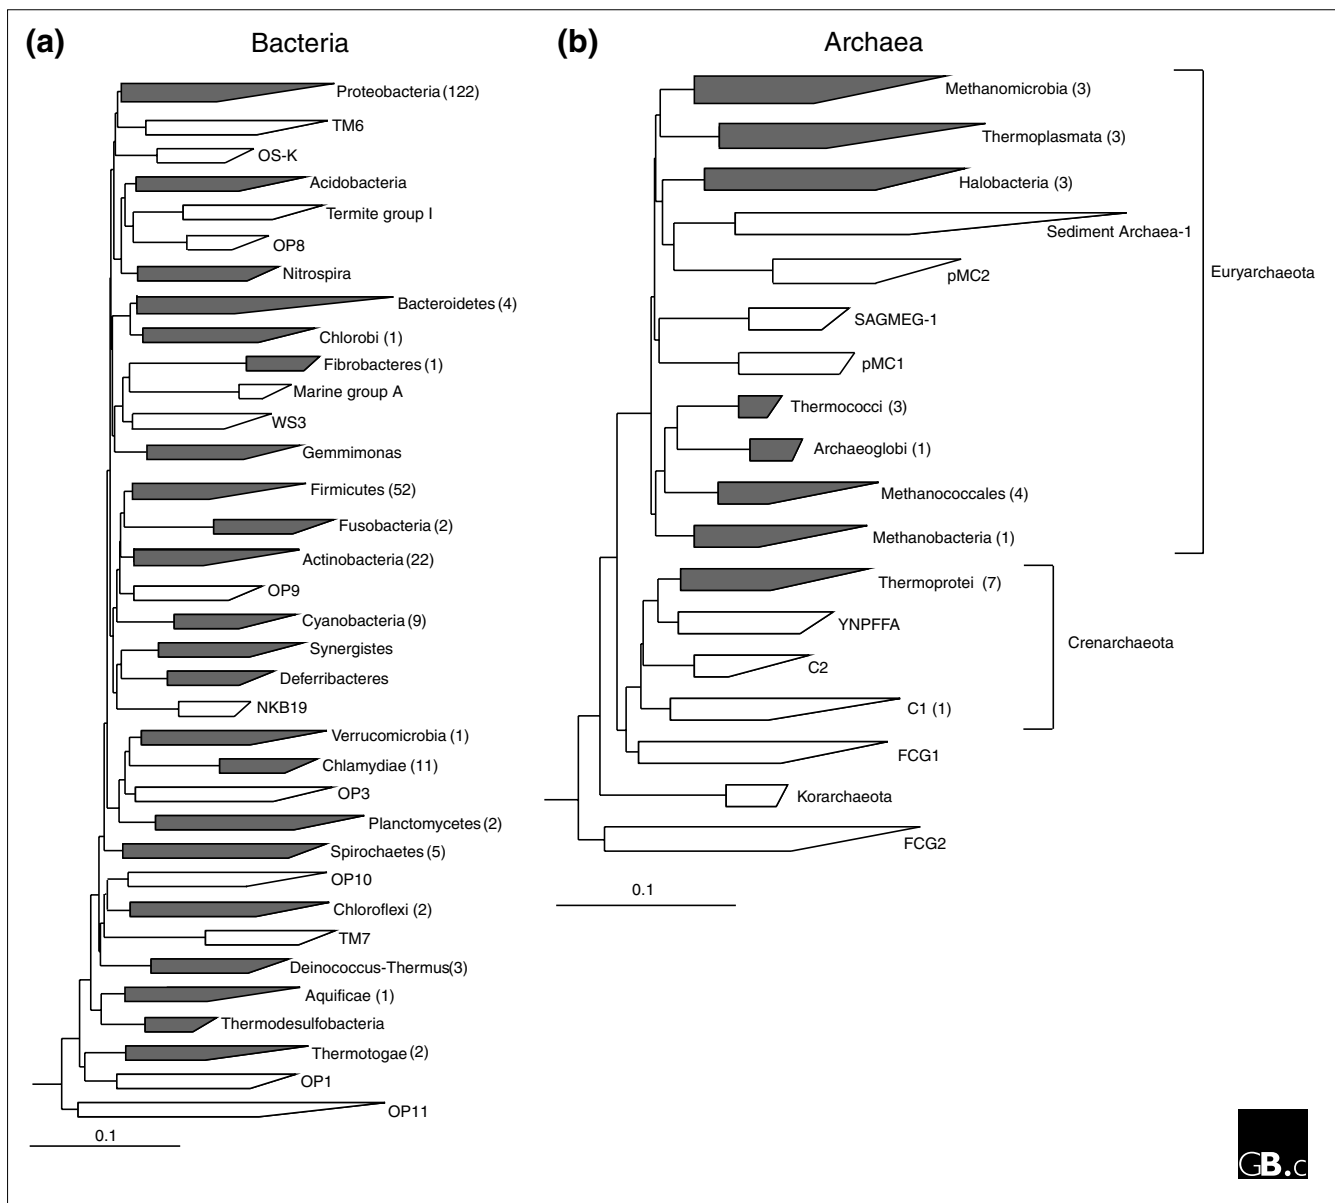 (a) Bacteria
Proteobacteria (122)
TM6
OS-K
Acidobacteria
Termite group I
OP8
Nitrospira
Bacteroidetes (4)
Chlorobi (1)
Fibrobacteres (1)
Marine group A
WS3
Gemmimonas
Firmicutes (52)
Fusobacteria (2)
Actinobacteria (22)
OP9
Cyanobacteria (9)
Synergistes
Deferribacteres
NKB19
Verrucomicrobia (1)
Chlamydiae (11)
OP3
Planctomycetes (2)
Spirochaetes (5)
OP10
Chloroflexi (2)
TM7
Deinococcus-Thermus(3)
Aquificae (1)
Thermodesulfobacteria
Thermotogae (2)
OP1
OP11
0.1
(b) Archaea
Methanomicrobia (3)
Thermoplasmata (3)
Halobacteria (3)
Sediment Archaea-1
pMC2
Euryarchaeota
SAGMEG-1
pMC1
Thermococci (3)
Archaeoglobi (1)
Methanococcales (4)
Methanobacteria (1)
Thermoprotei (7)
YNPFFA
Crenarchaeota
C2
C1 (1)
FCG1
Korarchaeota
FCG2
0.1
GB.c